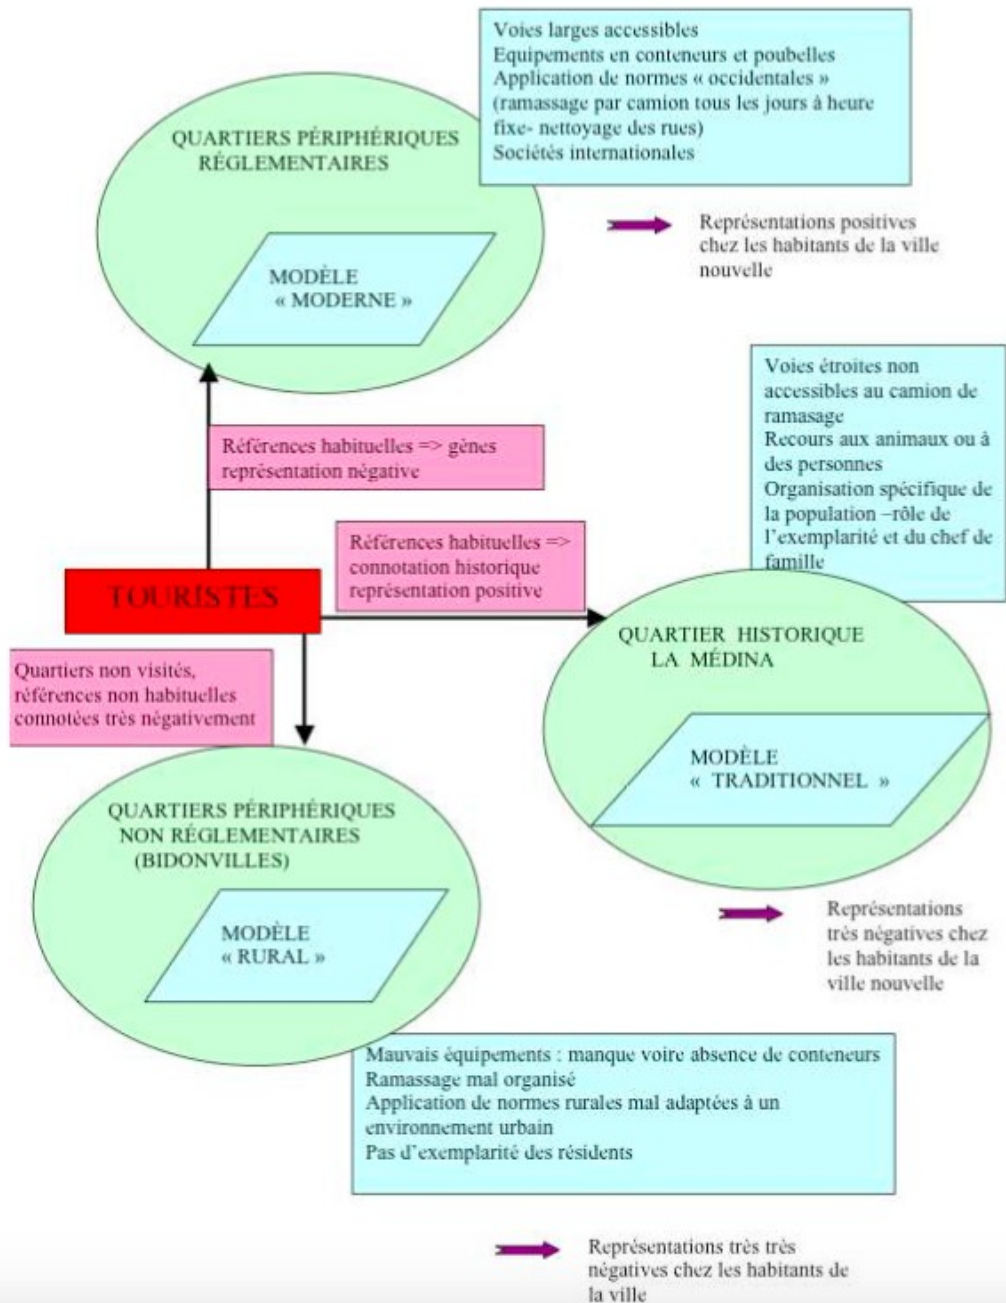 Voies larges accessibles
Equipements en conteneurs et poubelles
Application de normes « occidentales »
(ramassage par camion tous les jours à heure
fixe- nettoyage des rues)
Sociétés internationales
QUARTIERS PÉRIPHÉRIQUES
RÉGLEMENTAIRES
MODÈLE
« MODERNE »
Représentations positives
chez les habitants de la ville
nouvelle
Références habituelles => gènes
représentation négative
Voies étroites non
accessibles au camion de
ramasage
Recours aux animaux ou à
des personnes
Organisation spécifique de
la population –rôle de
l'exemplarité et du chef de
famille
Références habituelles =>
connotation historique
représentation positive
TOURISTES
QUARTIER HISTORIQUE
LA MÉDINA
MODÈLE
« TRADITIONNEL »
Quartiers non visités,
références non habituelles
connotées très négativement
QUARTIERS PÉRIPHÉRIQUES
NON RÉGLEMENTAIRES
(BIDONVILLES)
MODÈLE
« RURAL »
Représentations
très négatives chez
les habitants de la
ville nouvelle
Mauvais équipements : manque voire absence de conteneurs
Ramassage mal organisé
Application de normes rurales mal adaptées à un
environnement urbain
Pas d'exemplarité des résidents
Représentations très très
négatives chez les habitants de
la ville